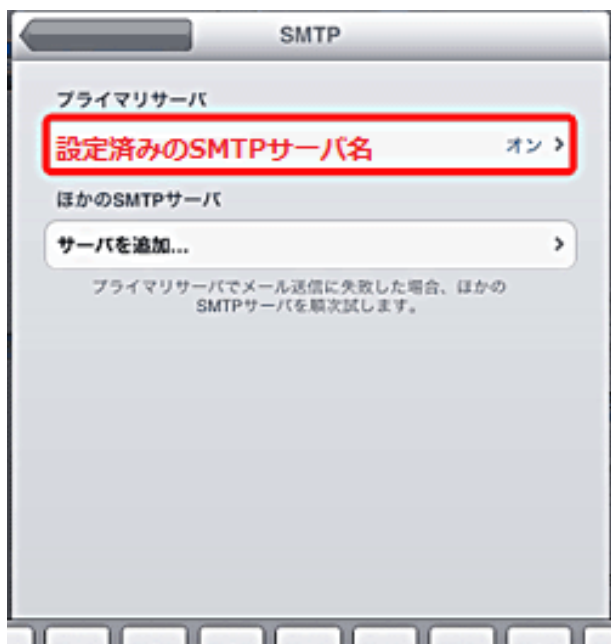 SMTP
プライマリサーバ
設定済みのSMTPサーバ名 オン
ほかのSMTPサーバ
サーバを追加...
プライマリサーバでメール送信に失敗した場合、ほかの
SMTPサーバを順次試します。